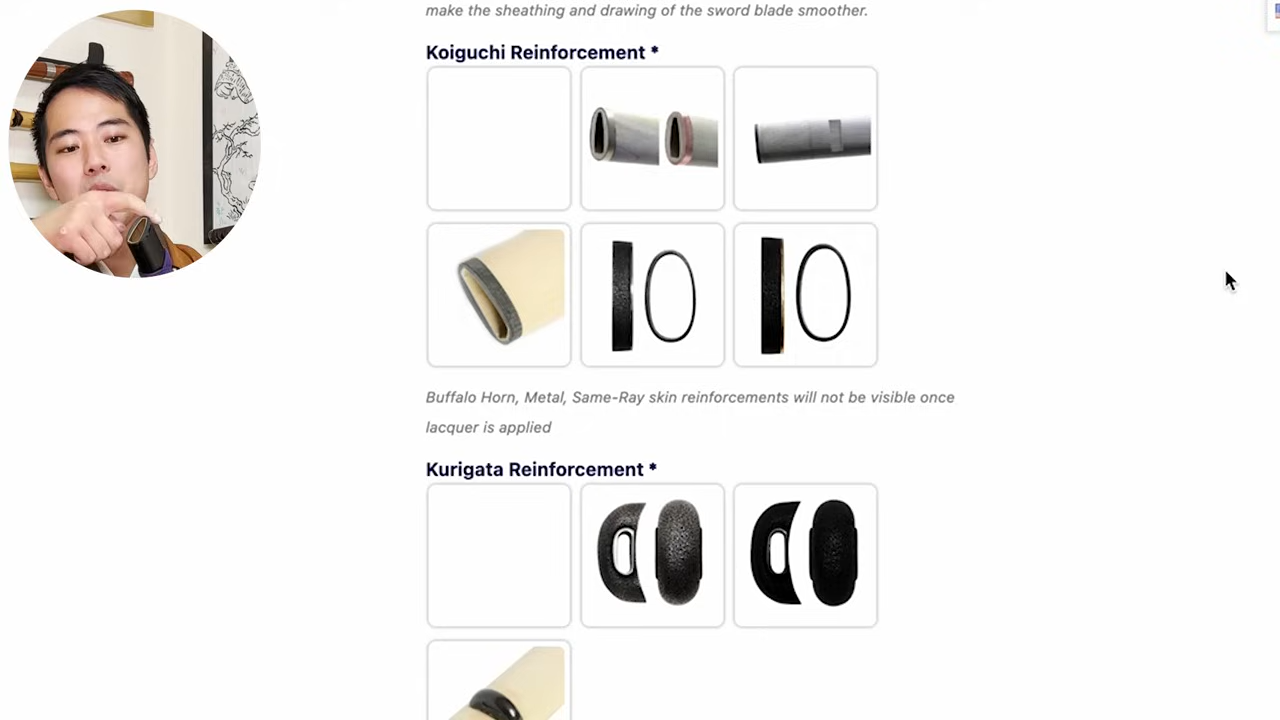 make the sheathing and drawing of the sword blade smoother.
Koiguchi Reinforcement *
Buffalo Horn, Metal, Same-Ray skin reinforcements will not be visible once
lacquer is applied
Kurigata Reinforcement *